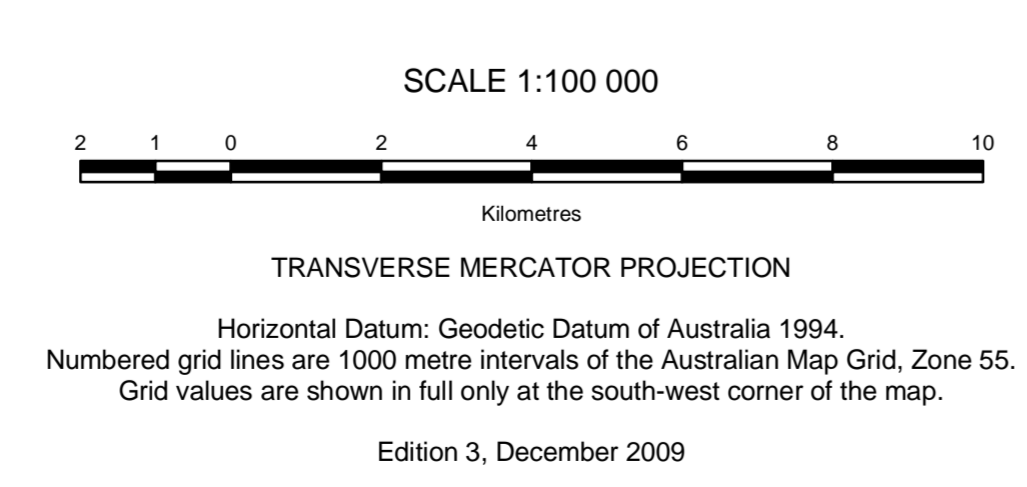 SCALE 1:100 000
2 1 0 2 4 6 8 10
Kilometres
TRANSVERSE MERCATOR PROJECTION
Horizontal Datum: Geodetic Datum of Australia 1994.
Numbered grid lines are 1000 metre intervals of the Australian Map Grid, Zone 55.
Grid values are shown in full only at the south-west corner of the map.
Edition 3, December 2009